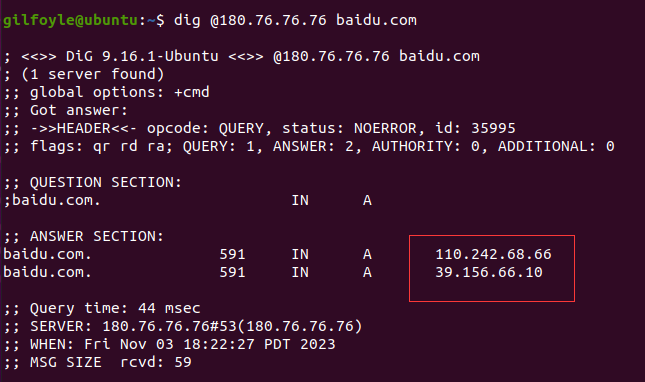 gilfoyle@ubuntu:~$ dig @180.76.76.76 baidu.com
; <<>> DiG 9.16.1-Ubuntu <<>> @180.76.76.76 baidu.com
; (1 server found)
;; global options: +cmd
;; Got answer:
;; ->>HEADER<<- opcode: QUERY, status: NOERROR, id: 35995
;; flags: qr rd ra; QUERY: 1, ANSWER: 2, AUTHORITY: 0, ADDITIONAL: 0
;; QUESTION SECTION:
;baidu.com. IN A
;; ANSWER SECTION:
baidu.com. 591 IN A 110.242.68.66
baidu.com. 591 IN A 39.156.66.10
;; Query time: 44 msec
;; SERVER: 180.76.76.76#53(180.76.76.76)
;; WHEN: Fri Nov 03 18:22:27 PDT 2023
;; MSG SIZE rcvd: 59